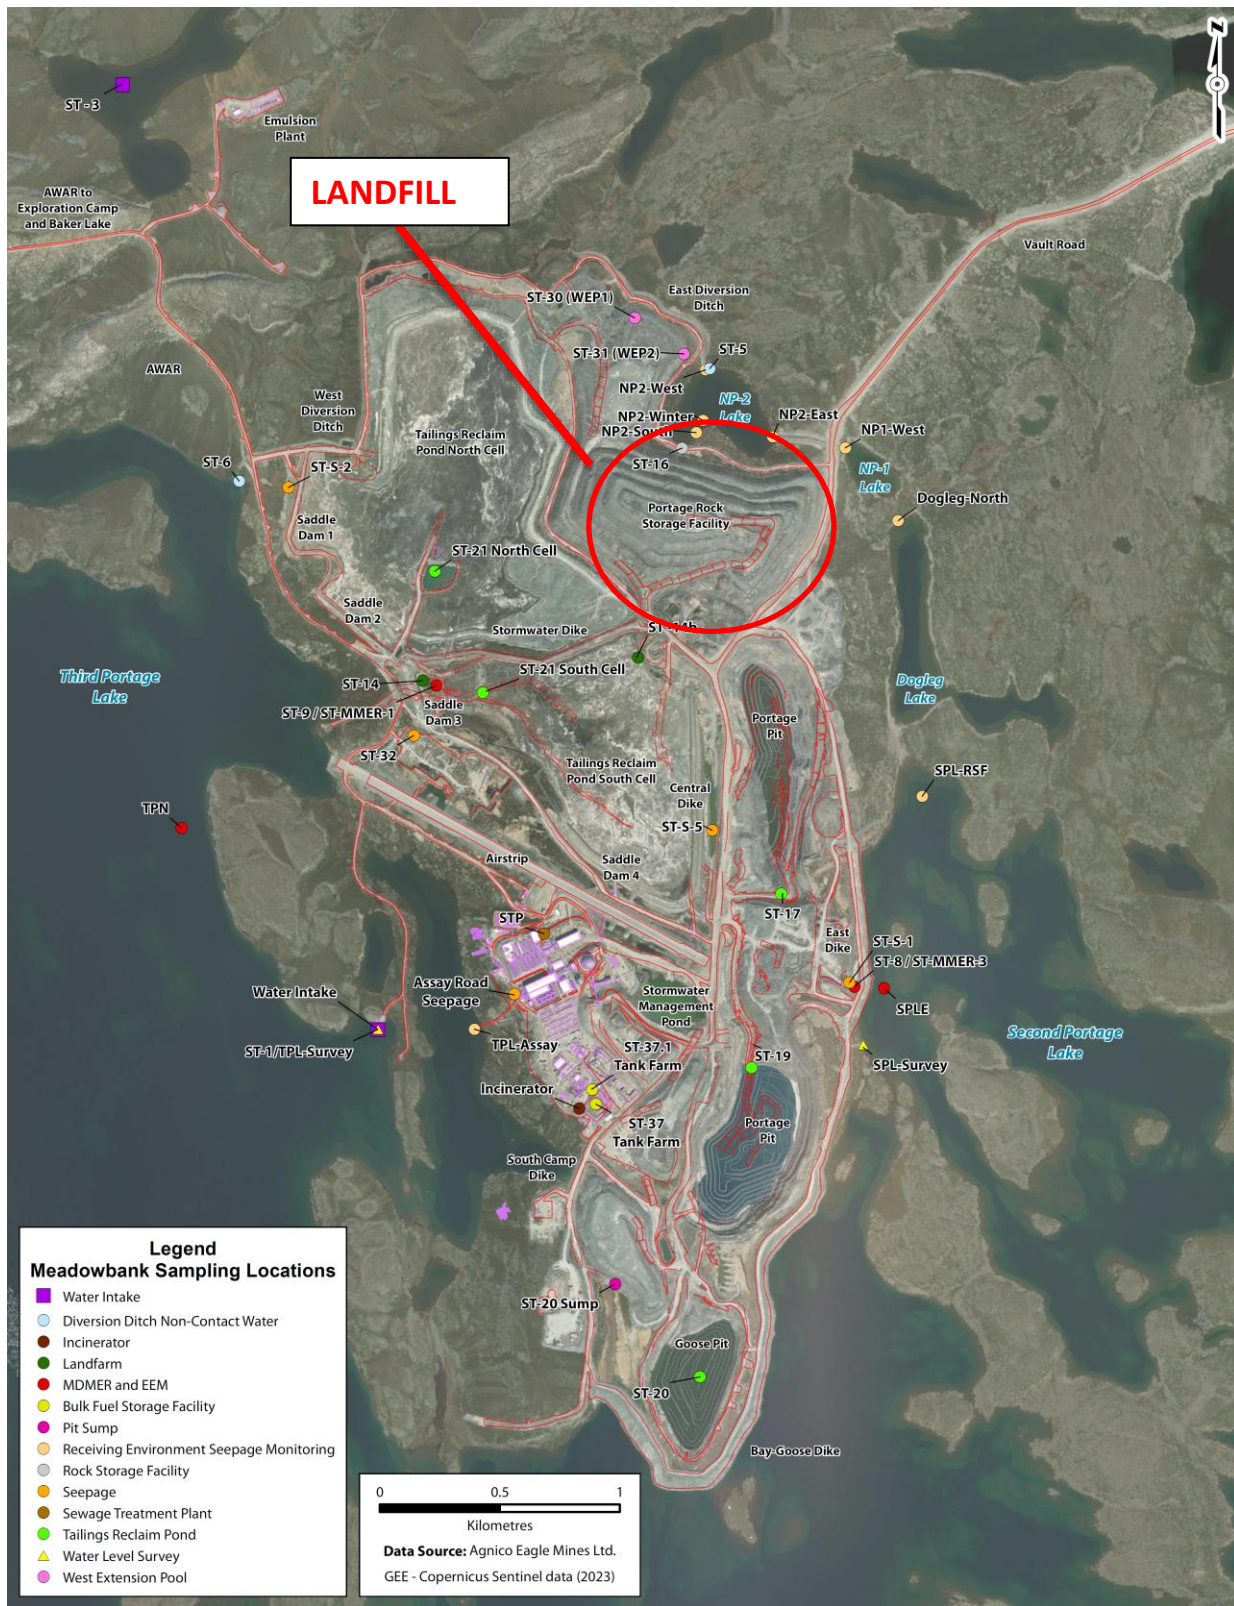 N
ST - 3
Emulsion
Plant
LANDFILL
AWAR to
Exploration Camp
and Baker Lake
Vault Road
ST-30 (WEP1)
East Diversion
Ditch
ST-31 (WEP2)
ST-5
AWAR
NP2-West
West
Diversion
Ditch
NP-2
Lake
NP2-Winter
NP2-East
NP2-South
NP1-West
Tailings Reclaim
Pond North Cell
ST-16
ST-6
ST-S-2
NP-1
Lake
Dogleg-North
Portage Rock
Storage Facility
Saddle
Dam 1
ST-21 North Cell
Saddle
Dam 2
Stormwater Dike
ST-14b
Third Portage
Lake
ST-21 South Cell
ST-14
Dogleg
Lake
Saddle
Dam 3
ST-9 / ST-MMER-1
Portage
Pit
ST-32
Tailings Reclaim
Pond South Cell
Central
Dike
SPL-RSF
TPN
ST-S-5
Airstrip
Saddle
Dam 4
ST-17
STP
East
Dike
ST-S-1
ST-8 / ST-MMER-3
Assay Road
Seepage
Water Intake
Stormwater
Management
Pond
SPLE
Second Portage
Lake
TPL-Assay
ST-1/TPL-Survey
ST-37.1
Tank Farm
ST-19
SPL-Survey
Incinerator
ST-37
Tank Farm
Portage
Pit
South Camp
Dike
ST-20 Sump
Goose Pit
ST-20
Bay-Goose Dike
Legend
Meadowbank Sampling Locations
Water Intake
Diversion Ditch Non-Contact Water
Incinerator
Landfarm
MDMER and EEM
Bulk Fuel Storage Facility
Pit Sump
Receiving Environment Seepage Monitoring
Rock Storage Facility
Seepage
Sewage Treatment Plant
Tailings Reclaim Pond
Water Level Survey
West Extension Pool
0 0.5 1
Kilometres
Data Source: Agnico Eagle Mines Ltd.
GEE - Copernicus Sentinel data (2023)